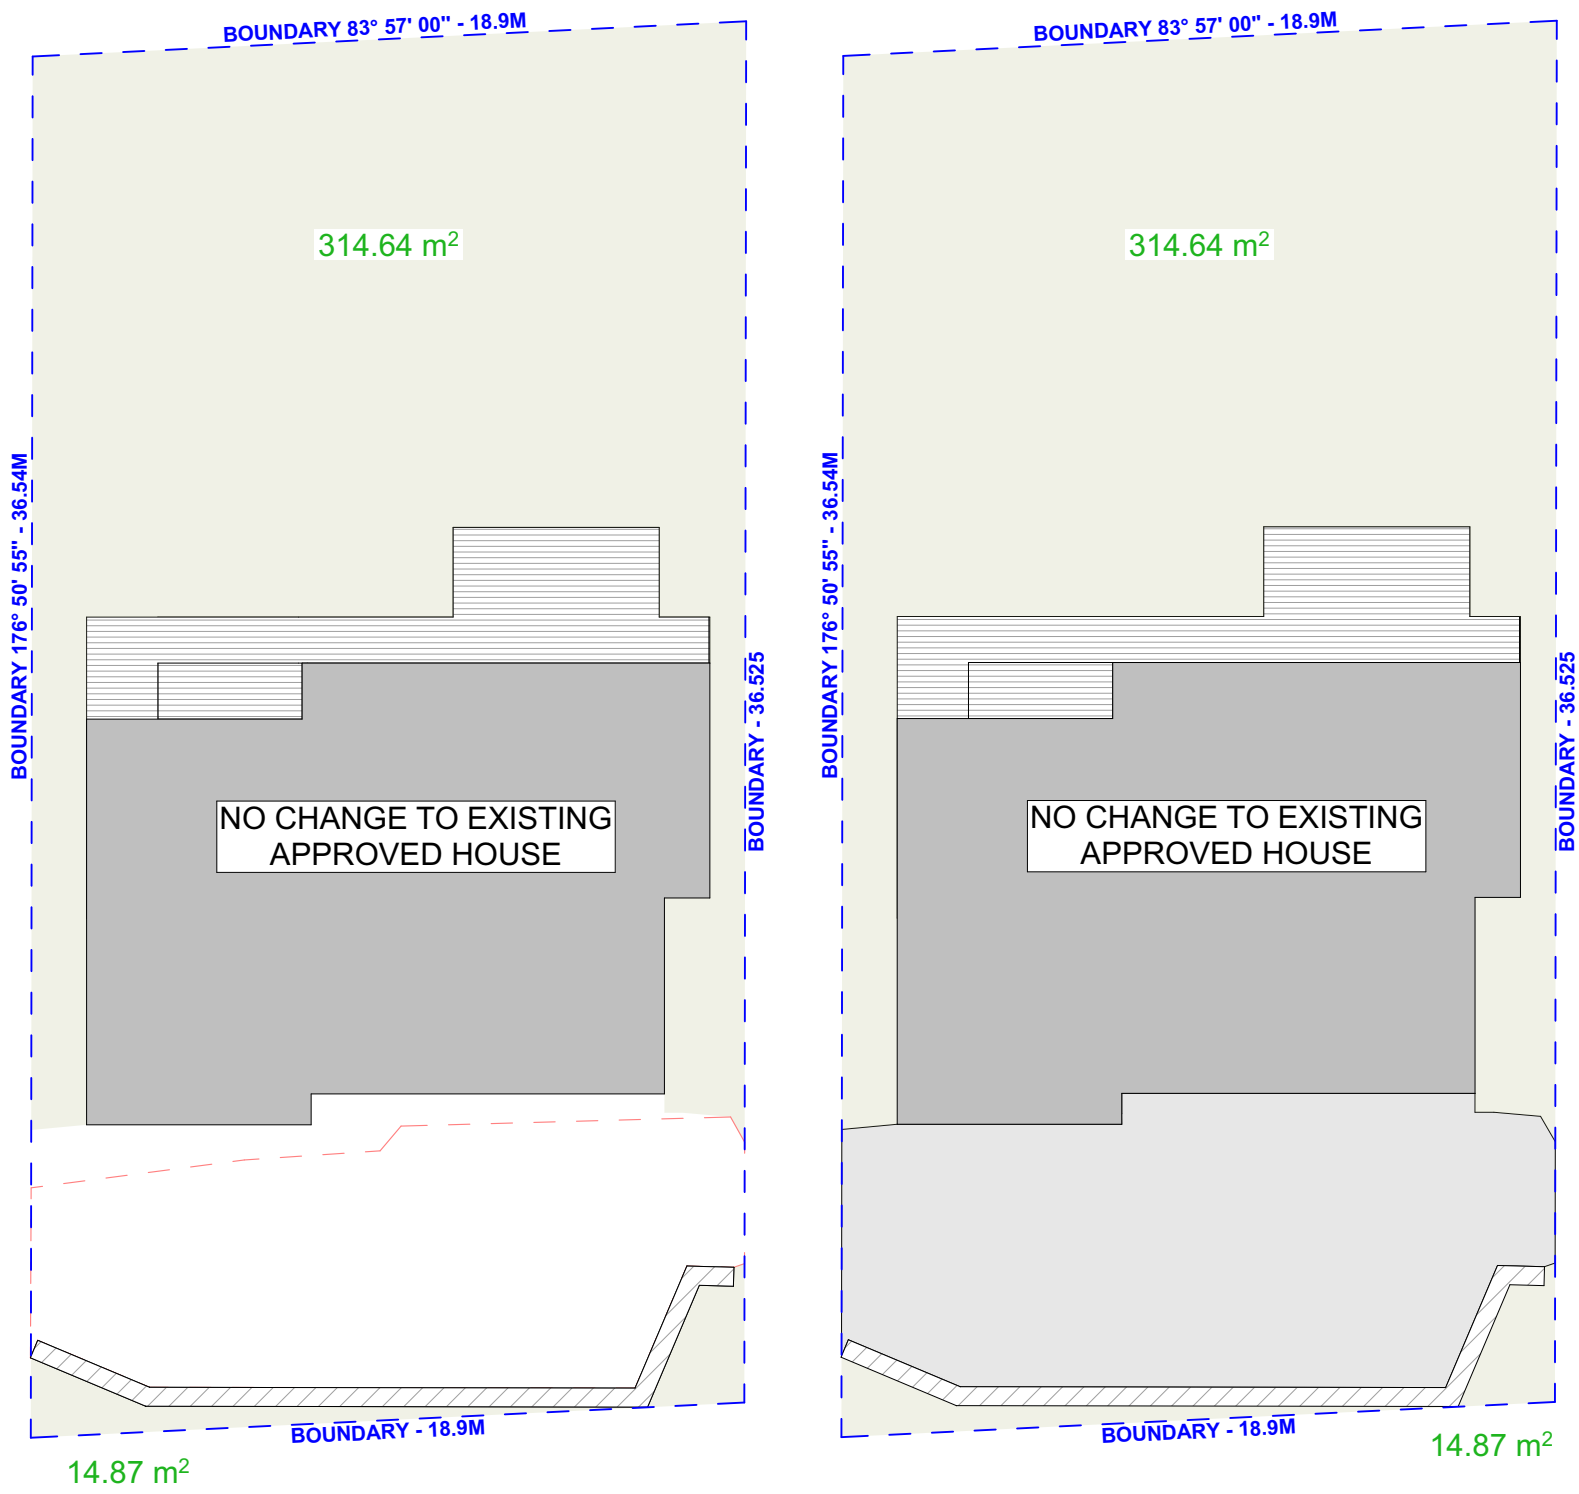 BOUNDARY 83° 57' 00" - 18.9M
314.64 m²
BOUNDARY 176° 50' 55" - 36.54M
BOUNDARY - 36.525
NO CHANGE TO EXISTING
APPROVED HOUSE
BOUNDARY - 18.9M
14.87 m²
BOUNDARY 83° 57' 00" - 18.9M
314.64 m²
BOUNDARY 176° 50' 55" - 36.54M
BOUNDARY - 36.525
NO CHANGE TO EXISTING
APPROVED HOUSE
BOUNDARY - 18.9M
14.87 m²